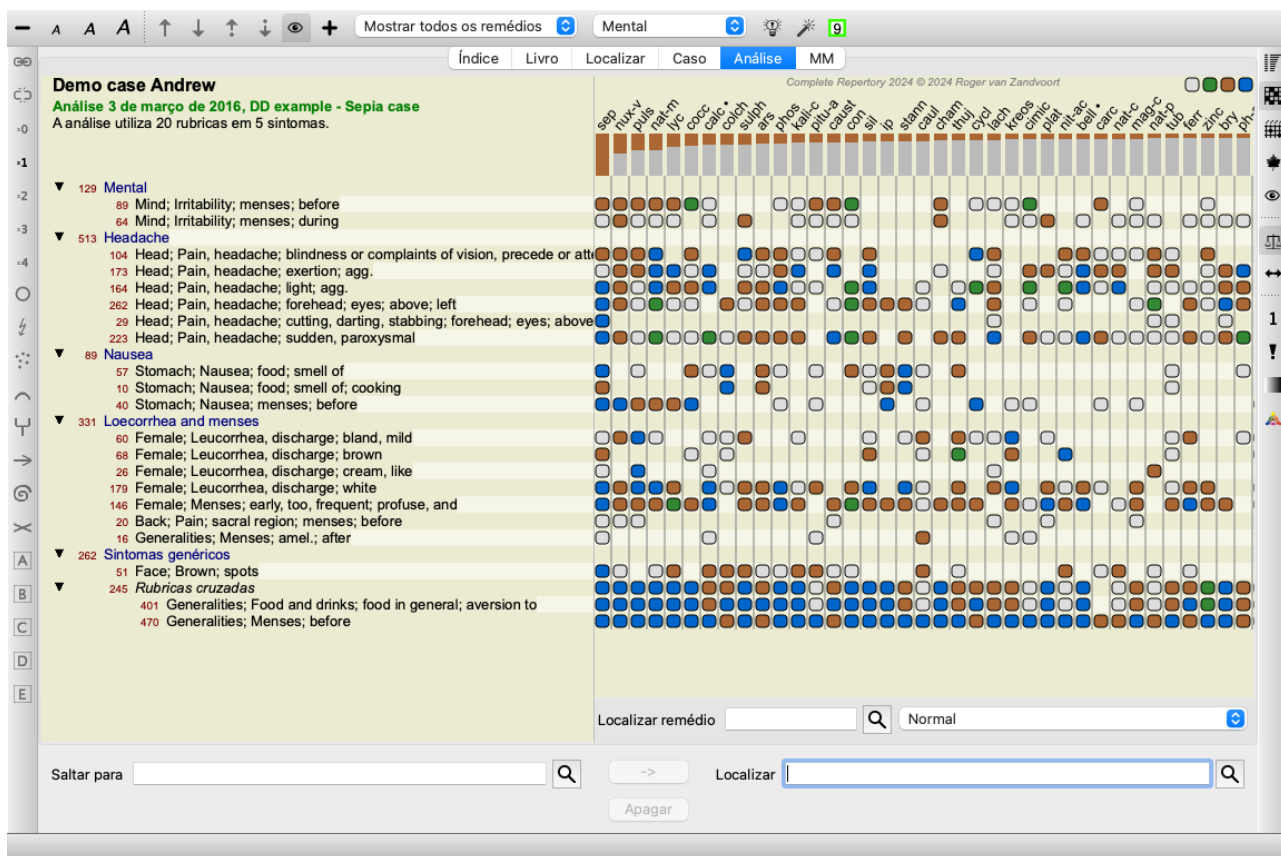 A A A Mostrar todos os remédios Mental 9
Índice Livro Localizar Caso Análise MM
Demo case Andrew
Complete Repertory 2024 © 2024 Roger van Zandvoort
Análise 3 de março de 2016, DD example - Sepia case
A análise utiliza 20 rubricas em 5 sintomas.
sep nux-v puls nat-m lyc cocc calc • colch sulph ars phos kali-c pitu-a caust con sil ip stann caul cham thuj cycl lach kreos cimic plat nit-ac bell • carc nat-c mag-c nat-p tub ferr zinc bry
129 Mental
89 Mind; Irritability; menses; before
64 Mind; Irritability; menses; during
513 Headache
104 Head; Pain, headache; blindness or complaints of vision, precede or
173 Head; Pain, headache; exertion; agg.
164 Head; Pain, headache; light; agg.
262 Head; Pain, headache; forehead; eyes; above; left
29 Head; Pain, headache; cutting, darting, stabbing; forehead; eyes; above
223 Head; Pain, headache; sudden, paroxysmal
89 Nausea
57 Stomach; Nausea; food; smell of
10 Stomach; Nausea; food; smell of; cooking
40 Stomach; Nausea; menses; before
331 Loecorrhea and menses
60 Female; Leucorrhea, discharge; bland, mild
68 Female; Leucorrhea, discharge; brown
26 Female; Leucorrhea, discharge; cream, like
179 Female; Leucorrhea, discharge; white
146 Female; Menses; early, too, frequent; profuse, and
20 Back; Pain; sacral region; menses; before
16 Generalities; Menses; amel.; after
262 Sintomas genéricos
51 Face; Brown; spots
245 Rubricas cruzadas
401 Generalities; Food and drinks; food in general; aversion to
470 Generalities; Menses; before
×0
×1
×2
×3
×4
A
B
C
D
E
1
Localizar remédio Normal
Saltar para -> Localizar
Apagar